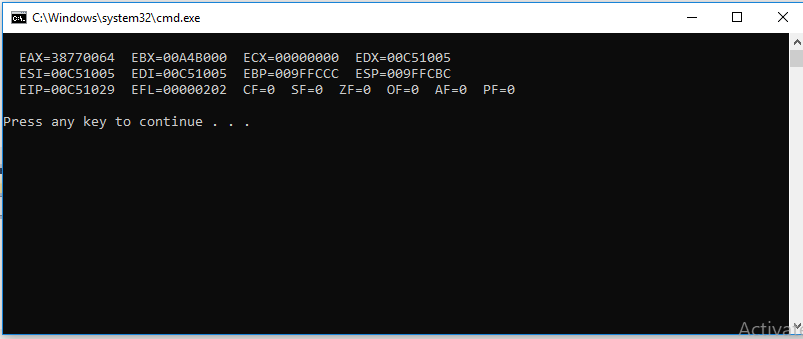 C:\Windows\system32\cmd.exe
EAX=38770064 EBX=00A4B000 ECX=00000000 EDX=00C51005
ESI=00C51005 EDI=00C51005 EBP=009FFCCC ESP=009FFCBC
EIP=00C51029 EFL=00000202 CF=0 SF=0 ZF=0 OF=0 AF=0 PF=0
Press any key to continue . . .